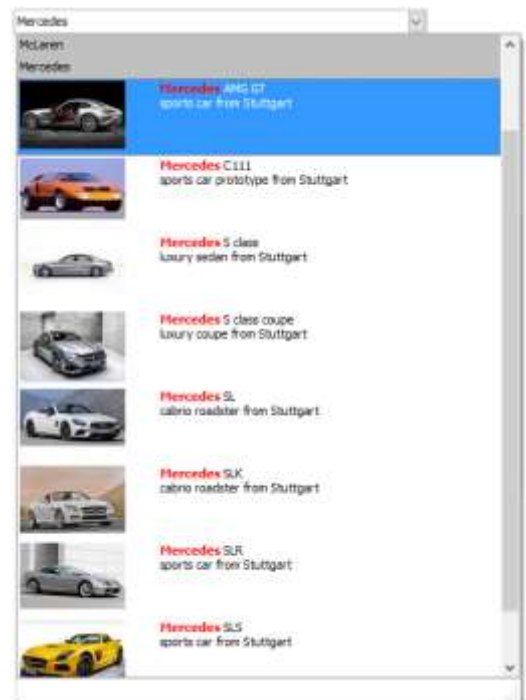 Mercedes
McLaren
Mercedes
Mercedes AMG GT
sports car from Stuttgart
Mercedes C111
sports car prototype from Stuttgart
Mercedes S class
luxury sedan from Stuttgart
Mercedes S class coupe
luxury coupe from Stuttgart
Mercedes SL
cabrio roadster from Stuttgart
Mercedes SLK
cabrio roadster from Stuttgart
Mercedes SLR
sports car from Stuttgart
Mercedes SLS
sports car from Stuttgart